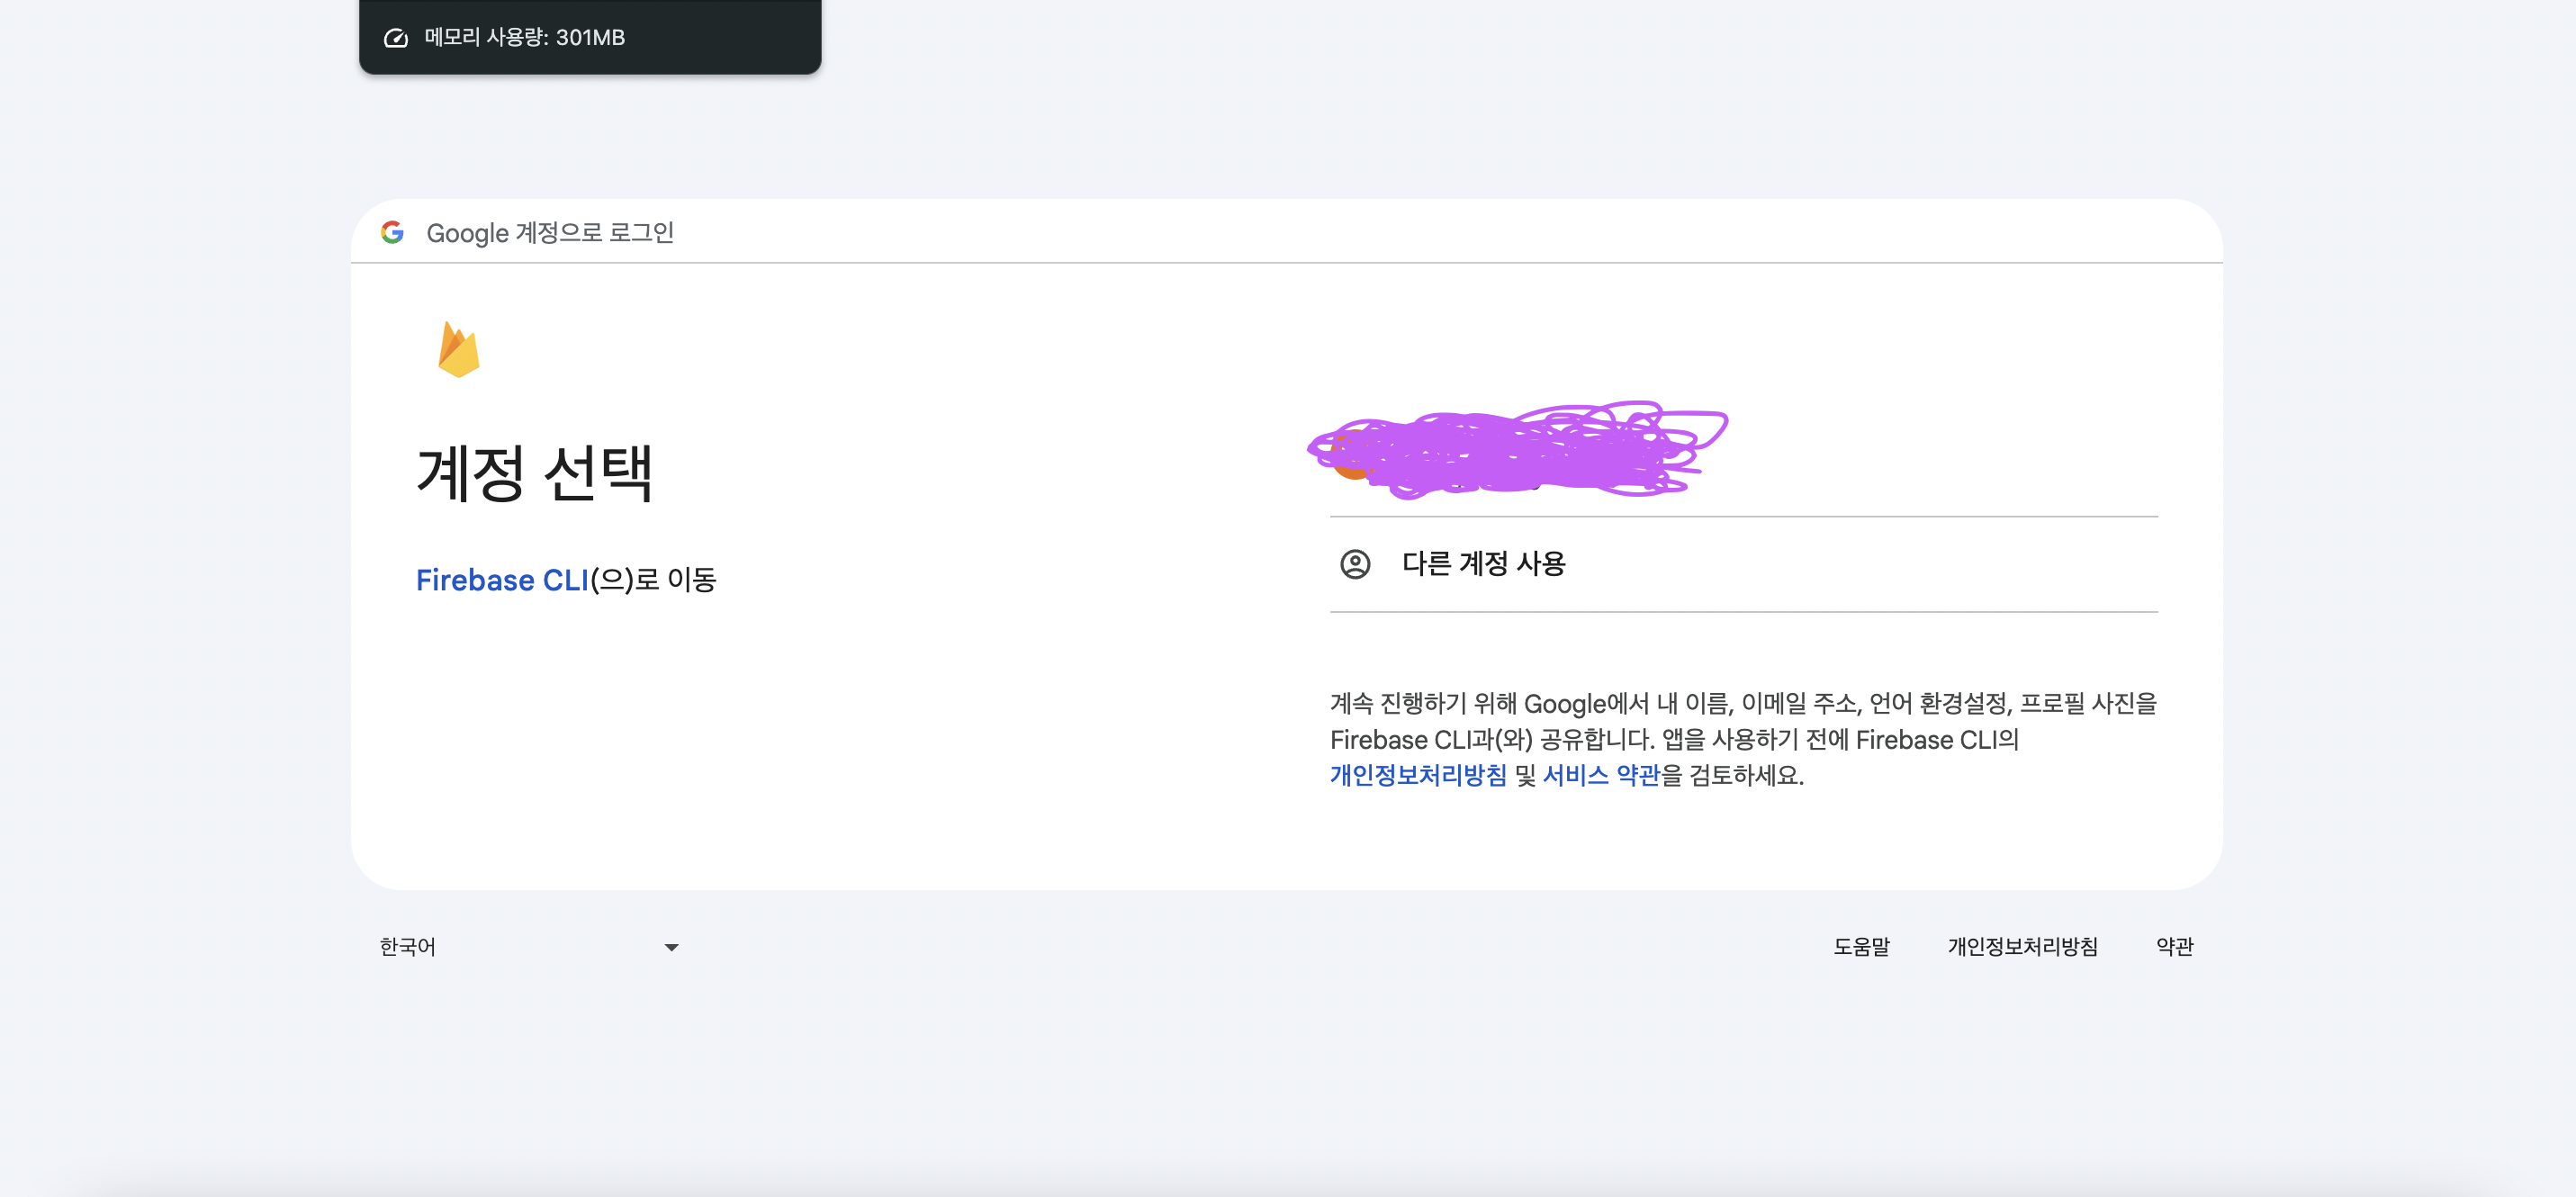 메모리 사용량: 301MB
Google 계정으로 로그인
계정 선택
Firebase CLI(으)로 이동
다른 계정 사용
계속 진행하기 위해 Google에서 내 이름, 이메일 주소, 언어 환경설정, 프로필 사진을
Firebase CLI과(와) 공유합니다. 앱을 사용하기 전에 Firebase CLI의
개인정보처리방침 및 서비스 약관을 검토하세요.
한국어
도움말 개인정보처리방침 약관